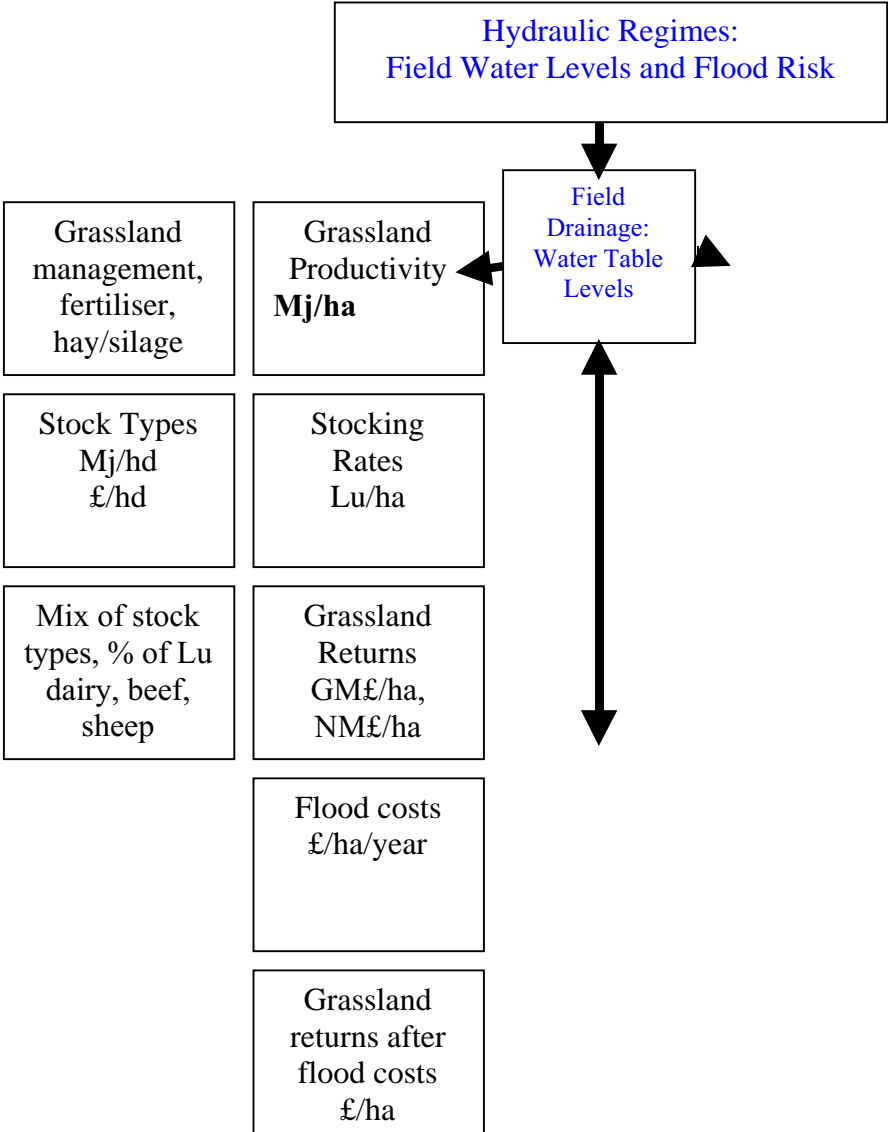 Hydraulic Regimes:
Field Water Levels and Flood Risk
Field
Drainage:
Water Table
Levels
Grassland
management,
fertiliser,
hay/silage
Grassland
Productivity
Mj/ha
Stock Types
Mj/hd
£/hd
Stocking
Rates
Lu/ha
Mix of stock
types, % of Lu
dairy, beef,
sheep
Grassland
Returns
GM£/ha,
NM£/ha
Flood costs
£/ha/year
Grassland
returns after
flood costs
£/ha